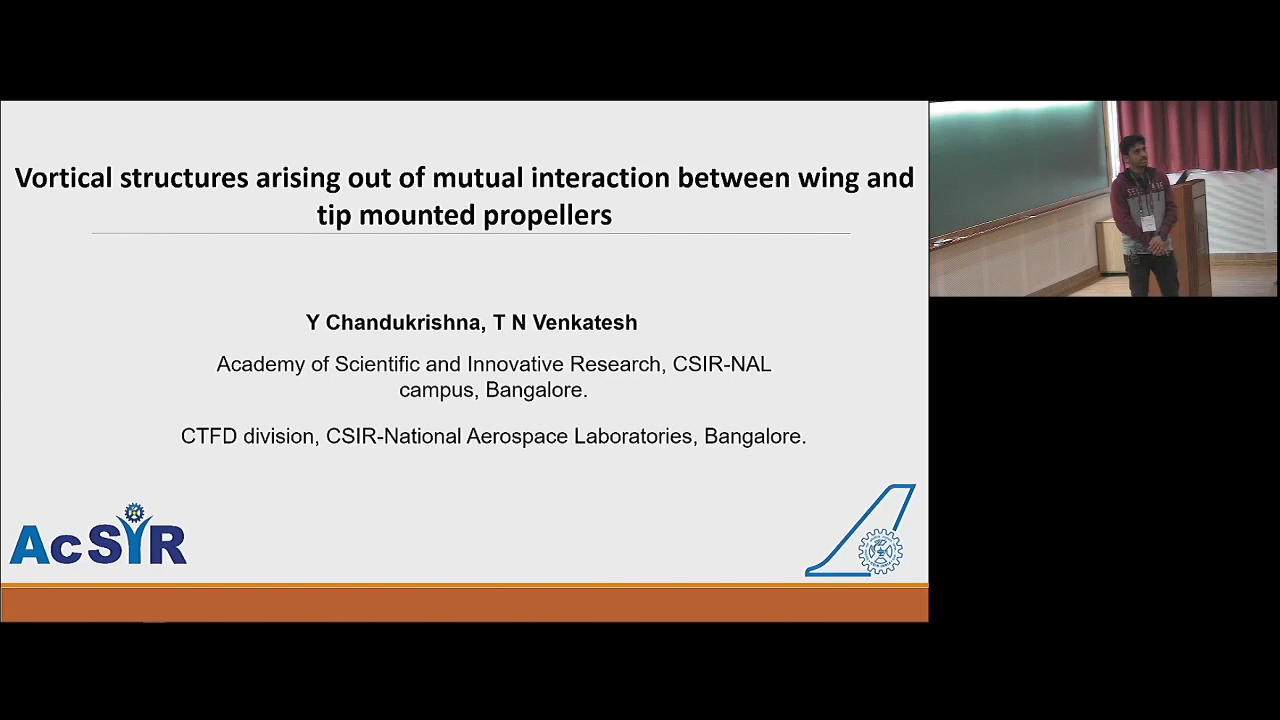 Vortical structures arising out of mutual interaction between wing and
tip mounted propellers
Y Chandukrishna, T N Venkatesh
Academy of Scientific and Innovative Research, CSIR-NAL
campus, Bangalore.
CTFD division, CSIR-National Aerospace Laboratories, Bangalore.
AcSIR